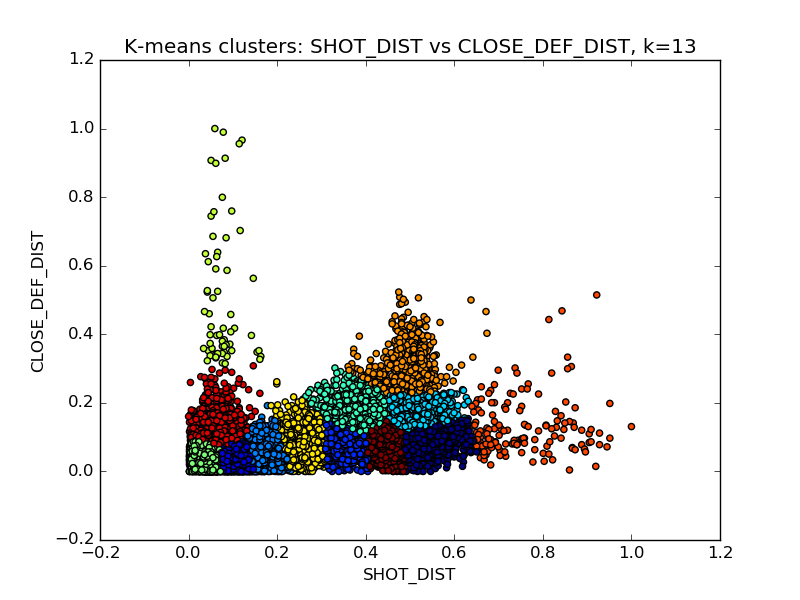 K-means clusters: SHOT_DIST vs CLOSE_DEF_DIST, k=13
1.2
1.0
0.8
0.6
0.4
0.2
0.0
−0.2
CLOSE_DEF_DIST
−0.2 0.0 0.2 0.4 0.6 0.8 1.0 1.2
SHOT_DIST